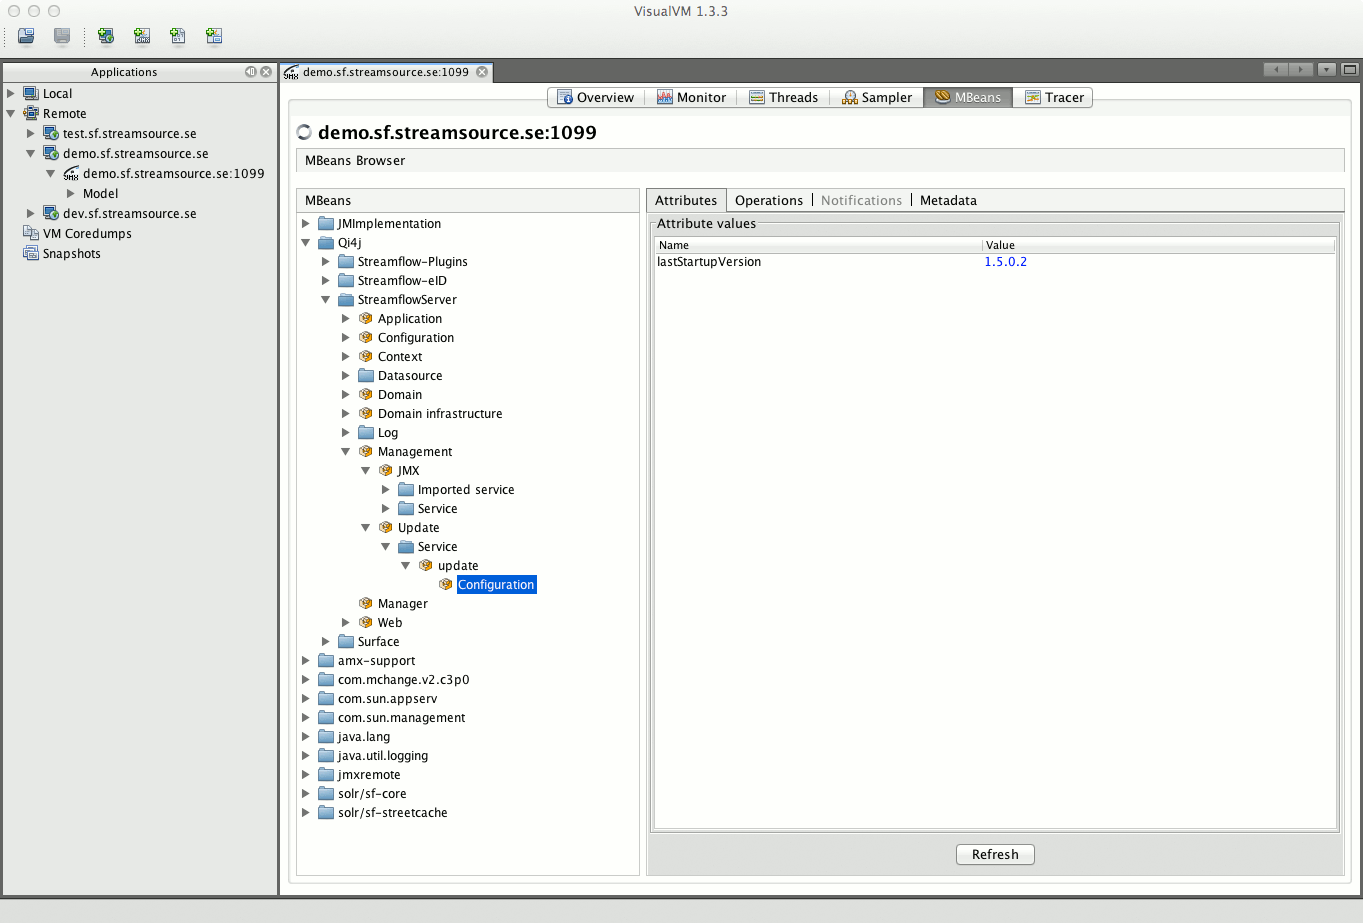 VisualVM 1.3.3
Applications
Local
Remote
test.sf.streamsource.se
demo.sf.streamsource.se
demo.sf.streamsource.se:1099
Model
dev.sf.streamsource.se
VM Coredumps
Snapshots
demo.sf.streamsource.se:1099
Overview Monitor Threads Sampler MBeans Tracer
demo.sf.streamsource.se:1099
MBeans Browser
MBeans
JMImplementation
Qi4j
Streamflow-Plugins
Streamflow-eID
StreamflowServer
Application
Configuration
Context
Datasource
Domain
Domain infrastructure
Log
Management
JMX
Imported service
Service
Update
Service
update
Configuration
Manager
Web
Surface
amx-support
com.mchange.v2.c3p0
com.sun.appserv
com.sun.management
java.lang
java.util.logging
jmxremote
solr/sf-core
solr/sf-streetcache
Attributes Operations Notifications Metadata
Attribute values
Name Value
lastStartupVersion 1.5.0.2
Refresh